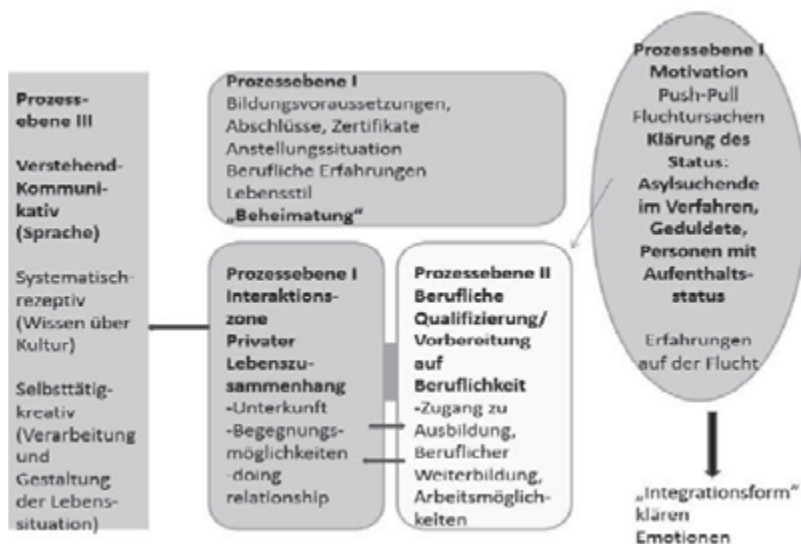 Prozess-
ebene III
Verstehend-
Kommuni-
kativ
(Sprache)
Systematisch-
rezeptiv
(Wissen über
Kultur)
Selbsttätig-
kreativ
(Verarbeitung
und
Gestaltung
der Lebens-
situation)
Prozessebene I
Bildungsvoraussetzungen,
Abschlüsse, Zertifikate
Anstellungssituation
Berufliche Erfahrungen
Lebensstil
„Beheimatung“
Prozessebene I
Interaktions-
zone
Privater
Lebenszu-
sammenhang
-Unterkunft
-Begegnungs-
möglichkeiten
-doing
relationship
Prozessebene II
Berufliche
Qualifizierung/
Vorbereitung
auf
Beruflichkeit
-Zugang zu
Ausbildung,
Beruflicher
Weiterbildung,
Arbeitsmöglich-
keiten
Prozessebene I
Motivation
Push-Pull
Fluchtursachen
Klärung des
Status:
Asylsuchende
im Verfahren,
Geduldete,
Personen mit
Aufenthalts-
status
Erfahrungen
auf der Flucht
„Integrationsform“
klären
Emotionen